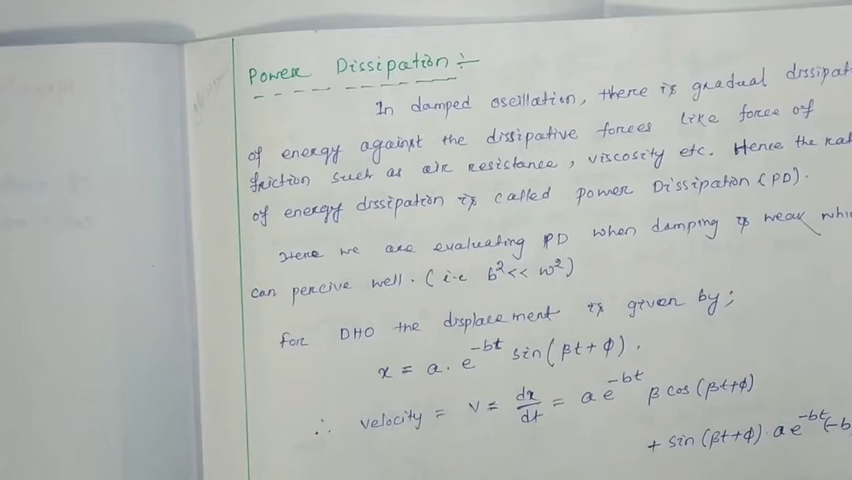 Power Dissipation :-
In damped oscillation, there is gradual dissipat
of energy against the dissipative forces like force of
friction such as air resistance, viscosity etc. Hence the rat
of energy dissipation is called power Dissipation (PD).
Here we are evaluating PD when damping is weak whi
can percive well. (i.e b²<< w²)
for DHO the displacement is given by;
x = a. e^-bt sin(βt+ϕ).
∴ velocity = v = dx/dt = a e^-bt β cos(βt+ϕ)
+ sin(βt+ϕ). a e^-bt(-b